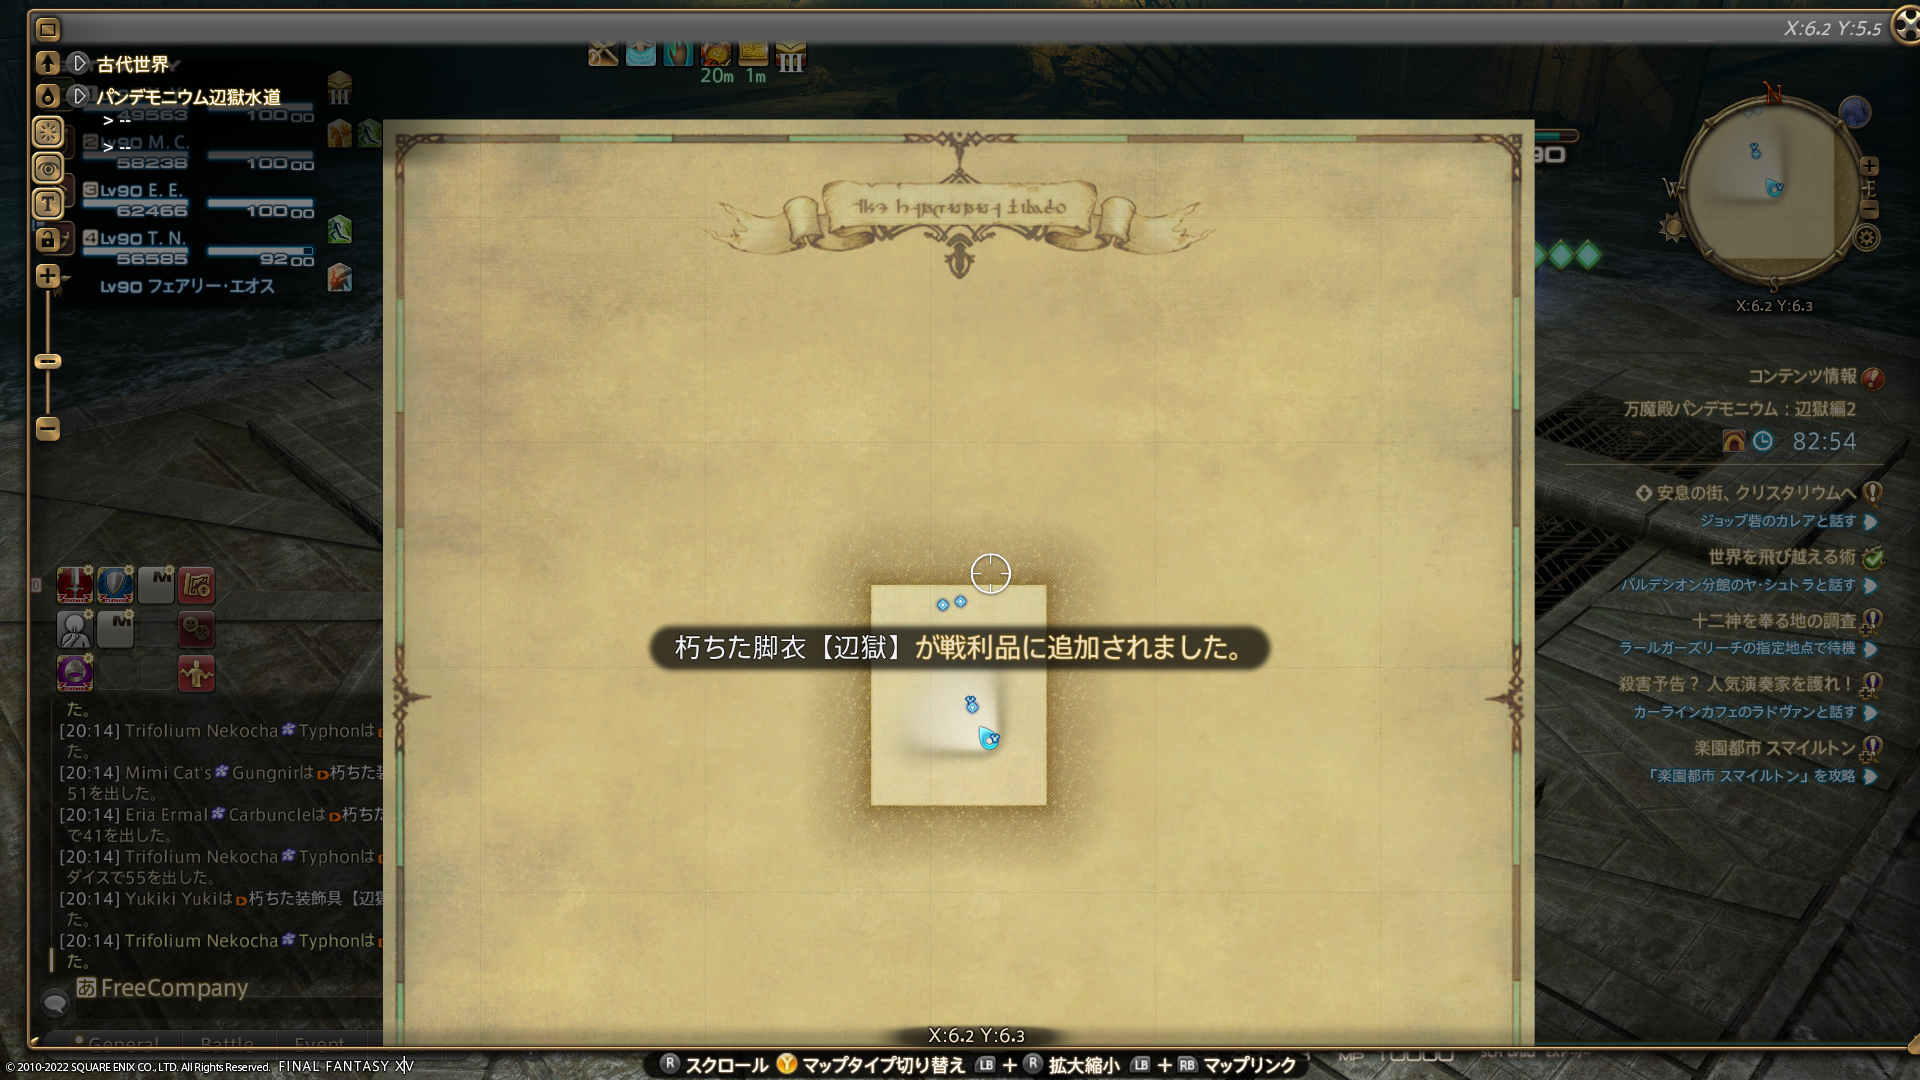 X:6.2 Y:5.5
古代世界
パンデモニウム辺獄水道
> --
> --
20m 1m
49563 10000
2 Lv90 M. C.
58238 10000
3 Lv90 E. E.
62466 10000
4 Lv90 T. N.
56585 9200
Lv90 フェアリー・エオス
N
W
E
S
X:6.2 Y:6.3
90
コンテンツ情報
万魔殿パンデモニウム：辺獄編2
82:54
安息の街、クリスタリウムへ
ジョッブ砦のカレアと話す
世界を飛び越える術
バルデシオン分館のヤ・シュトラと話す
十二神を奉る地の調査
ラールガーズリーチの指定地点で待機
殺害予告？ 人気演奏家を護れ！
カーラインカフェのラドヴァンと話す
楽園都市 スマイルトン
「楽園都市 スマイルトン」を攻略
朽ちた脚衣【辺獄】が戦利品に追加されました。
M
M
た。
[20:14] Trifolium Nekocha Typhonは
た。
[20:14] Mimi Cat's Gungnirは 朽ちた装
51を出した。
[20:14] Eria Ermal Carbuncleは 朽ちた
で41を出した。
[20:14] Trifolium Nekocha Typhonは
ダイスで55を出した。
[20:14] Yukiki Yukiは 朽ちた装飾具【辺獄
た。
[20:14] Trifolium Nekocha Typhonは
た。
あ FreeCompany
General Battle Event
X:6.2 Y:6.3
R スクロール Y マップタイプ切り替え LB + R 拡大縮小 LB + RB マップリンク
MP 10000
© 2010-2022 SQUARE ENIX CO., LTD. All Rights Reserved. FINAL FANTASY XIV